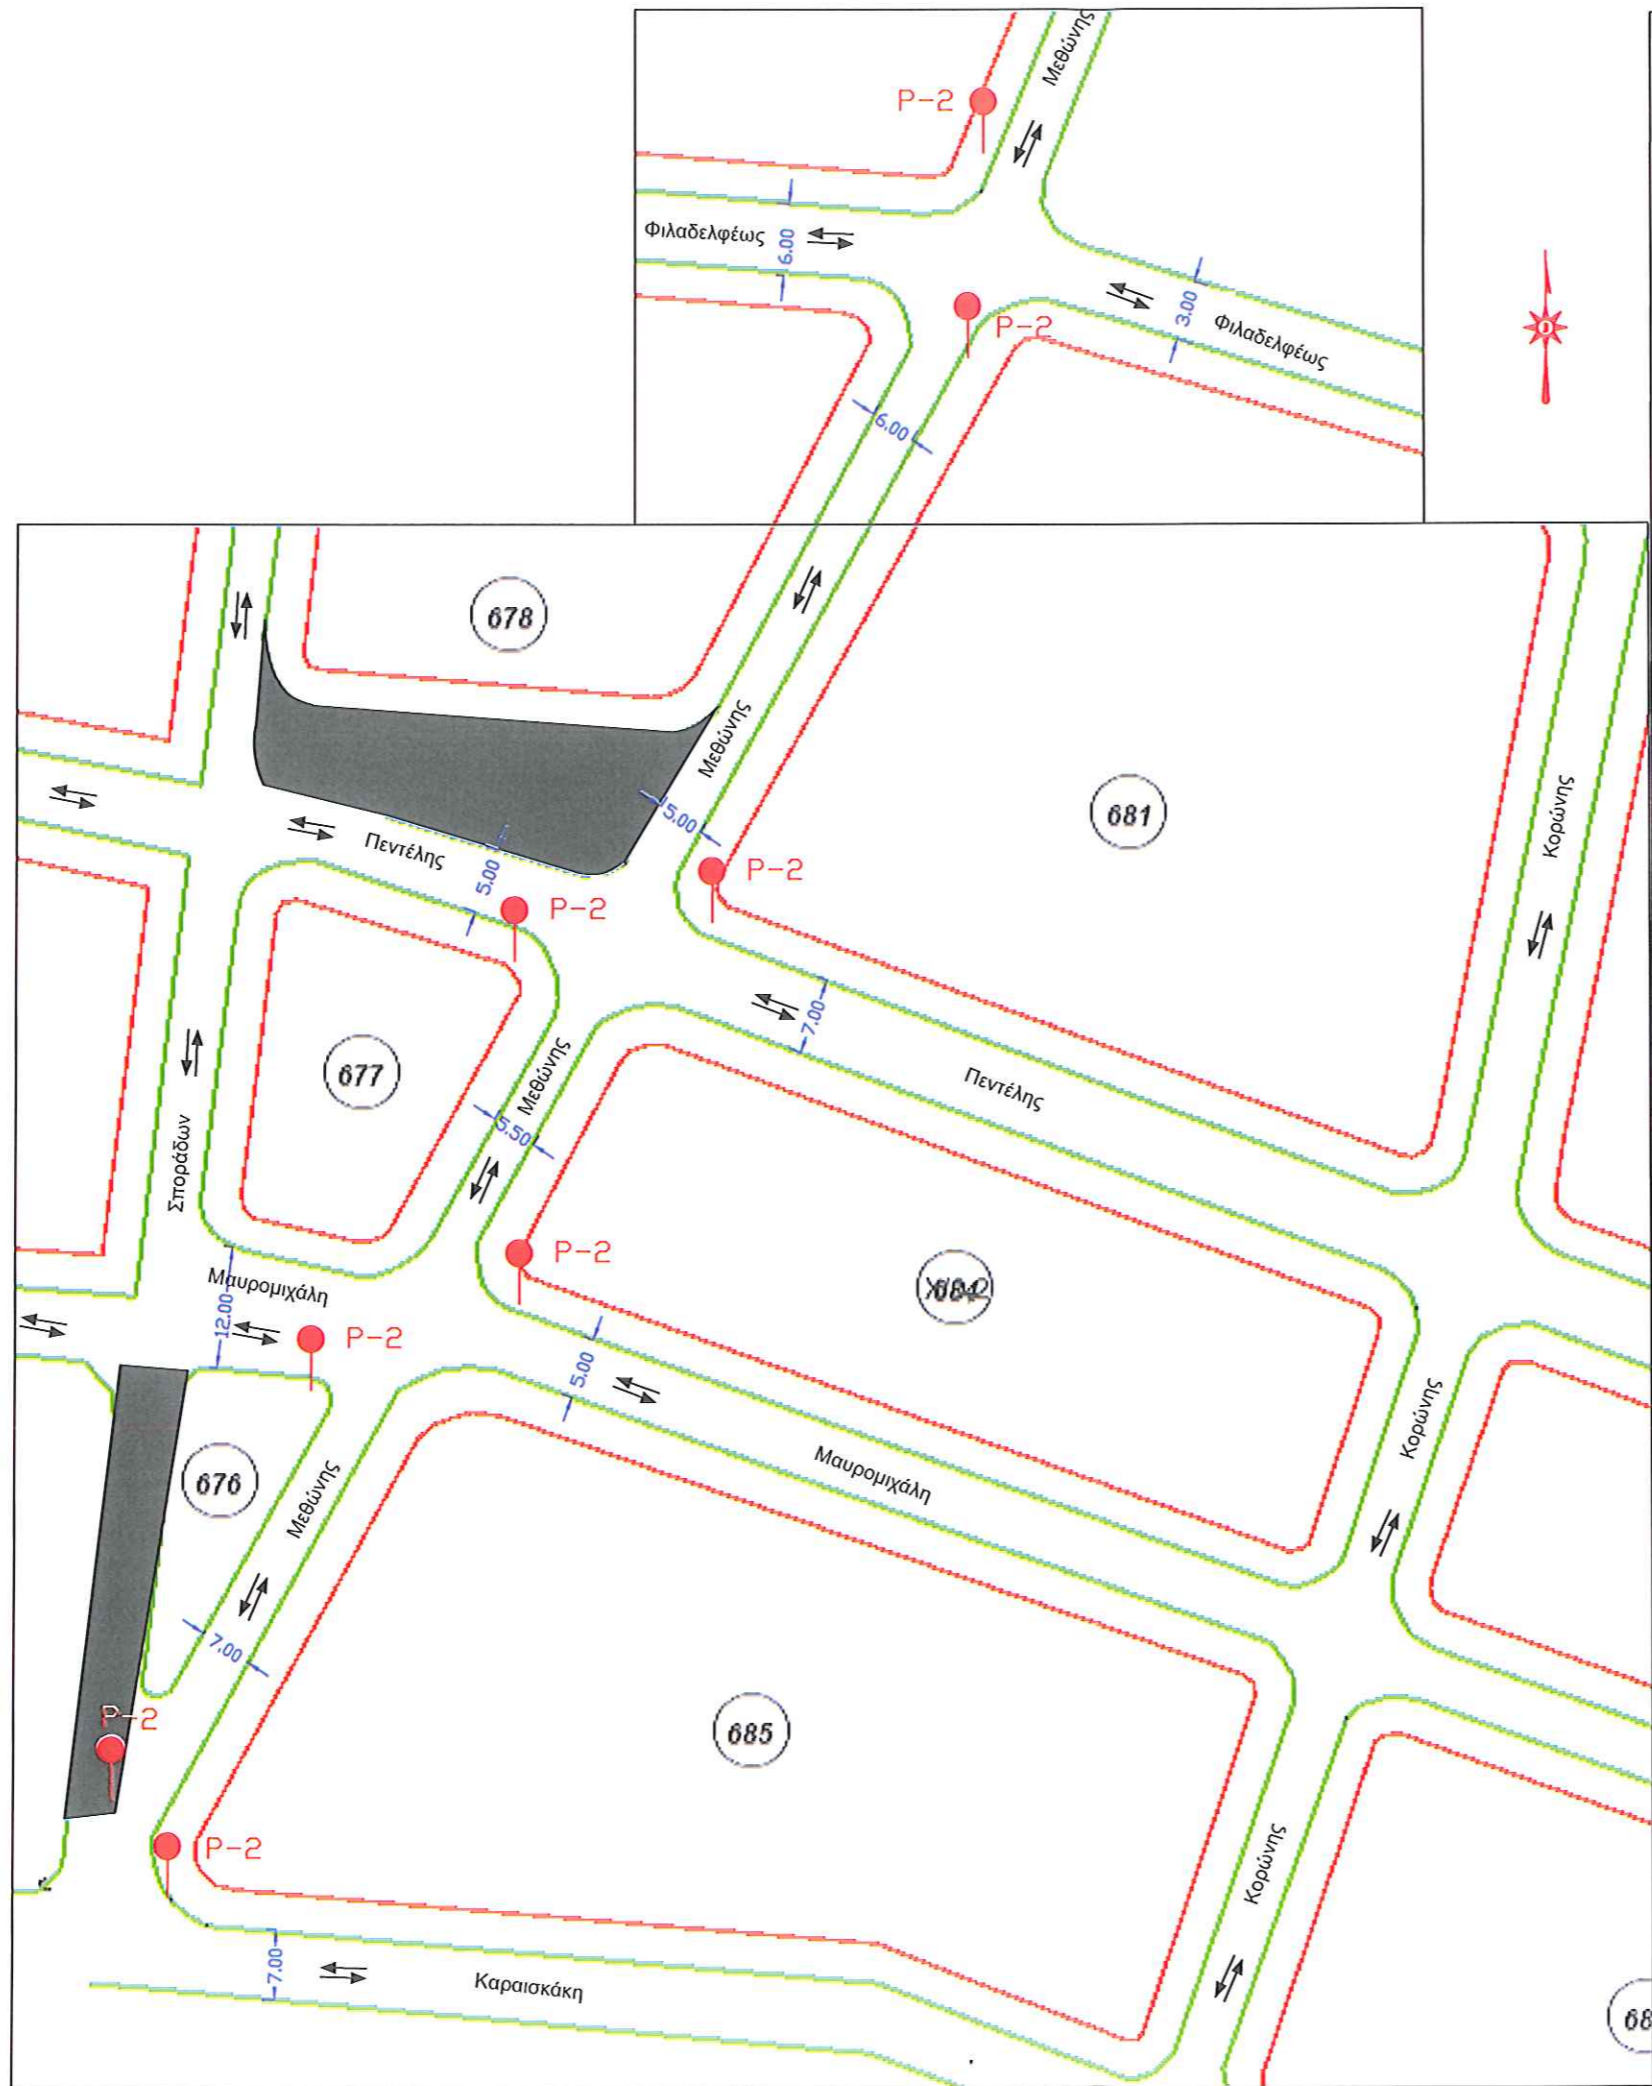 Μεθώνης
P-2
Φιλαδελφέως
6.00
3.00
P-2
Φιλαδελφέως
6.00
678
Μεθώνης
681
Κορώνης
5.00
Πεντέλης
5.00
P-2
P-2
7.00
677
Μεθώνης
5.50
Πεντέλης
Σποράδων
P-2
Μαυρομιχάλη
12.00
P-2
5.00
Κορώνης
Μαυρομιχάλη
676
Μεθώνης
7.00
P-2
685
P-2
Κορώνης
7.00
Καραισκάκη
68